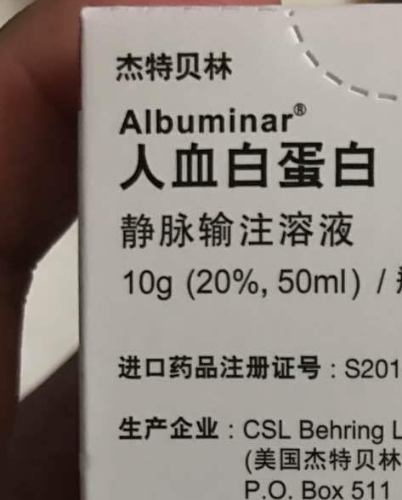 杰特贝林
Albuminar®
人血白蛋白
静脉输注溶液
10g (20%, 50ml) /
进口药品注册证号：S201
生产企业：CSL Behring L
(美国杰特贝林
P.O. Box 511